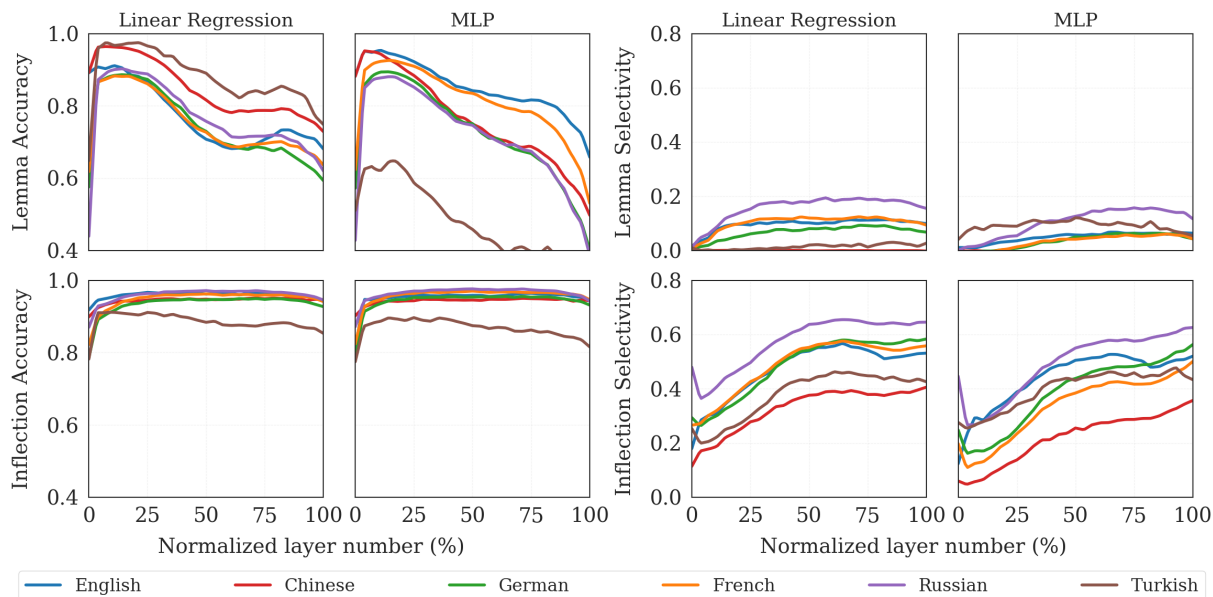 Linear Regression
MLP
Linear Regression
MLP
Lemma Accuracy
1.0
0.8
0.6
0.4
Lemma Selectivity
0.8
0.6
0.4
0.2
0.0
Inflection Accuracy
1.0
0.8
0.6
0.4
Inflection Selectivity
0.8
0.6
0.4
0.2
0.0
0 25 50 75 100
0 25 50 75 100
0 25 50 75 100
0 25 50 75 100
Normalized layer number (%)
Normalized layer number (%)
English Chinese German French Russian Turkish